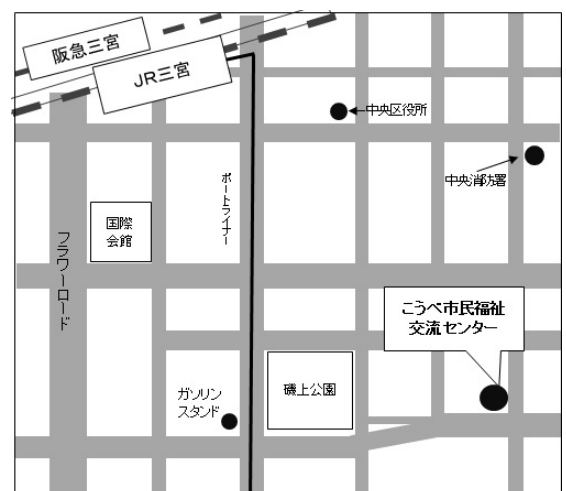 阪急三宮
JR三宮
中央区役所
中央消防署
ポートライナー
国際
会館
フラワーロード
こうべ市民福祉
交流センター
磯上公園
ガソリン
スタンド